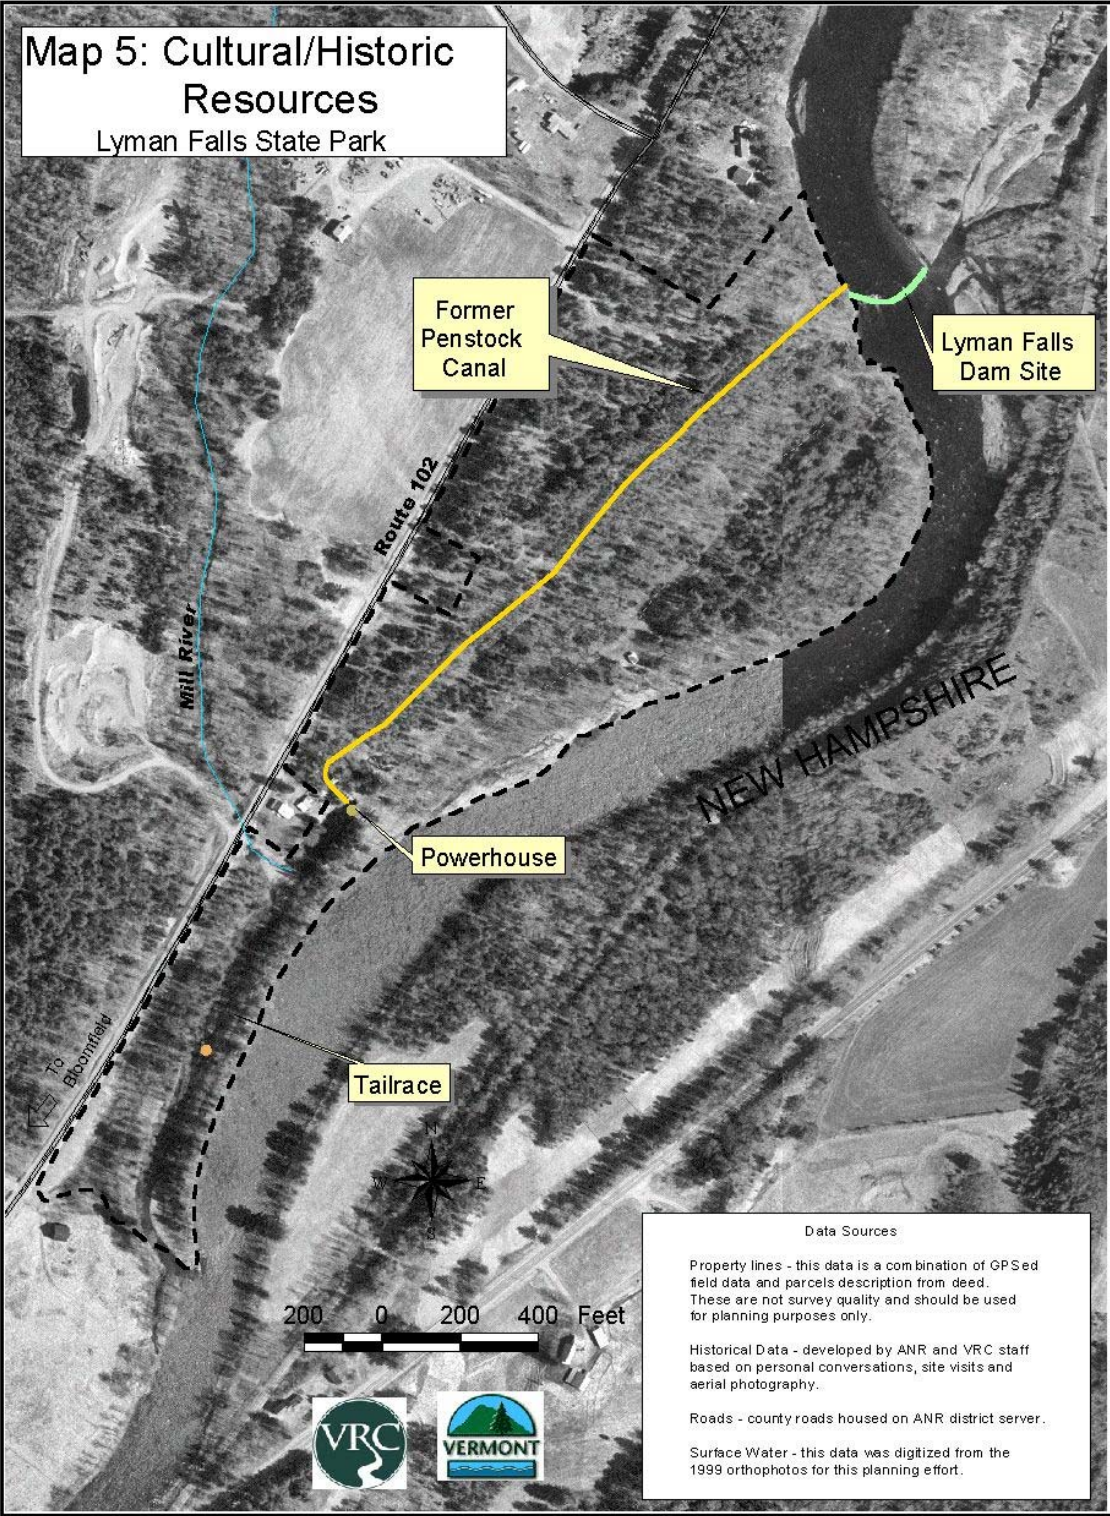 Map 5: Cultural/Historic
Resources
Lyman Falls State Park
Former
Penstock
Canal
Lyman Falls
Dam Site
Route 102
Mill River
NEW HAMPSHIRE
Powerhouse
To
Bloomfield
Tailrace
N
W E
S
200 0 200 400 Feet
VRC
VERMONT
Data Sources
Property lines - this data is a combination of GPSed
field data and parcels description from deed.
These are not survey quality and should be used
for planning purposes only.
Historical Data - developed by ANR and VRC staff
based on personal conversations, site visits and
aerial photography.
Roads - county roads housed on ANR district server.
Surface Water - this data was digitized from the
1999 orthophotos for this planning effort.